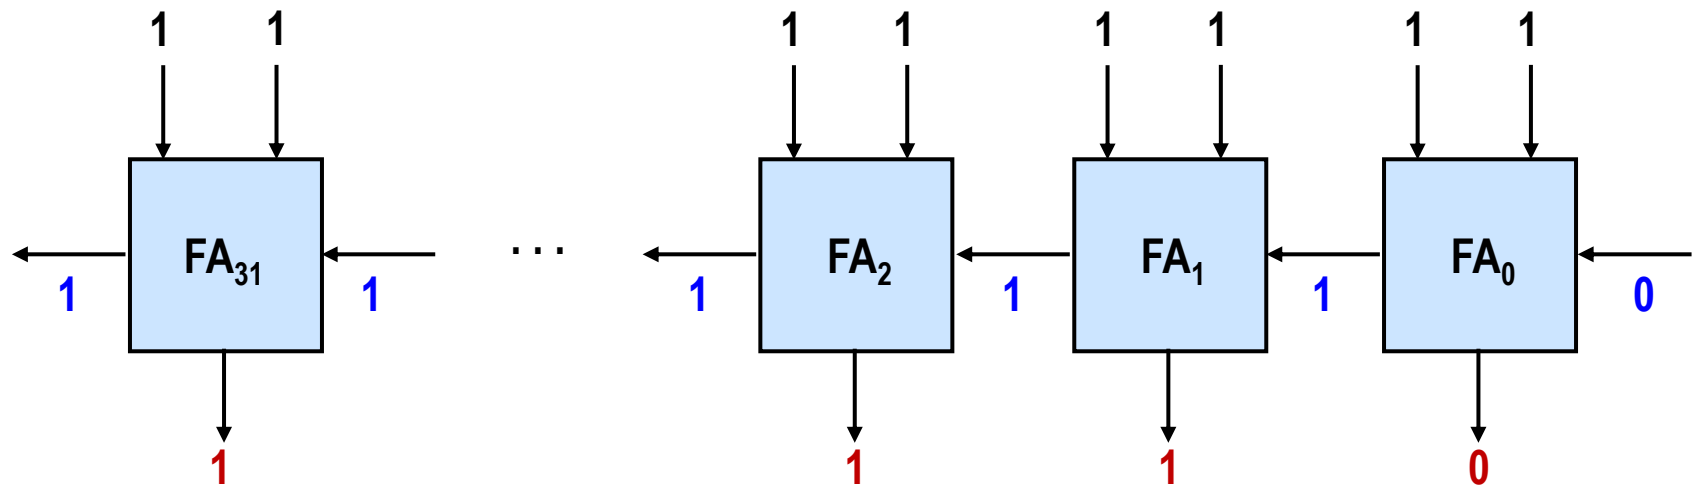 1 1 1 1 1 1 1 1
FA₃₁ ... FA₂ FA₁ FA₀
1 1 1 1 1 0
1 1 1 0